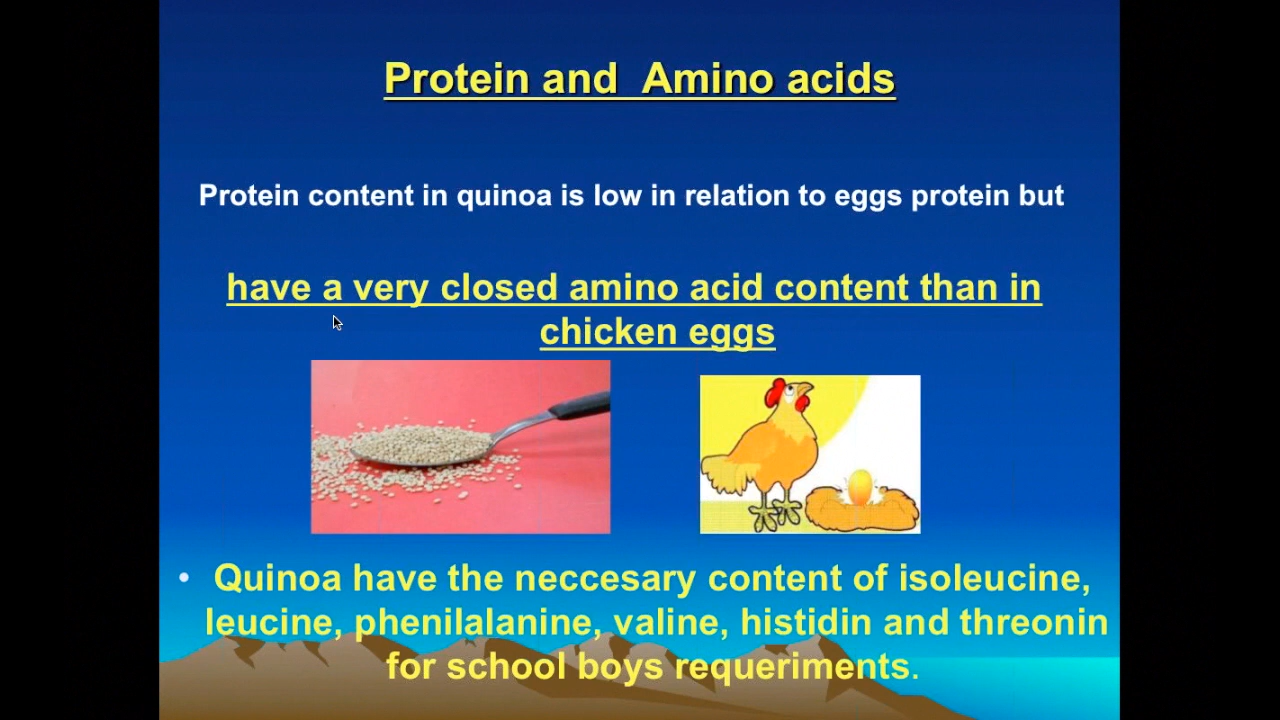 Protein and Amino acids
Protein content in quinoa is low in relation to eggs protein but
have a very closed amino acid content than in
chicken eggs
• Quinoa have the neccesary content of isoleucine,
leucine, phenilalanine, valine, histidin and threonin
for school boys requeriments.